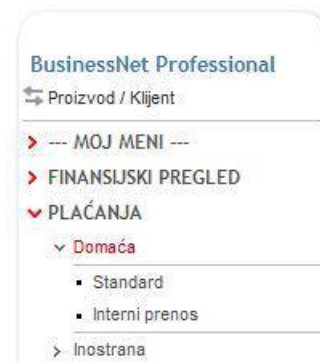 BusinessNet Professional
Proizvod / Klijent
--- MOJ MENI ---
FINANSIJSKI PREGLED
PLAĆANJA
Domaća
Standard
Interni prenos
Inostrana